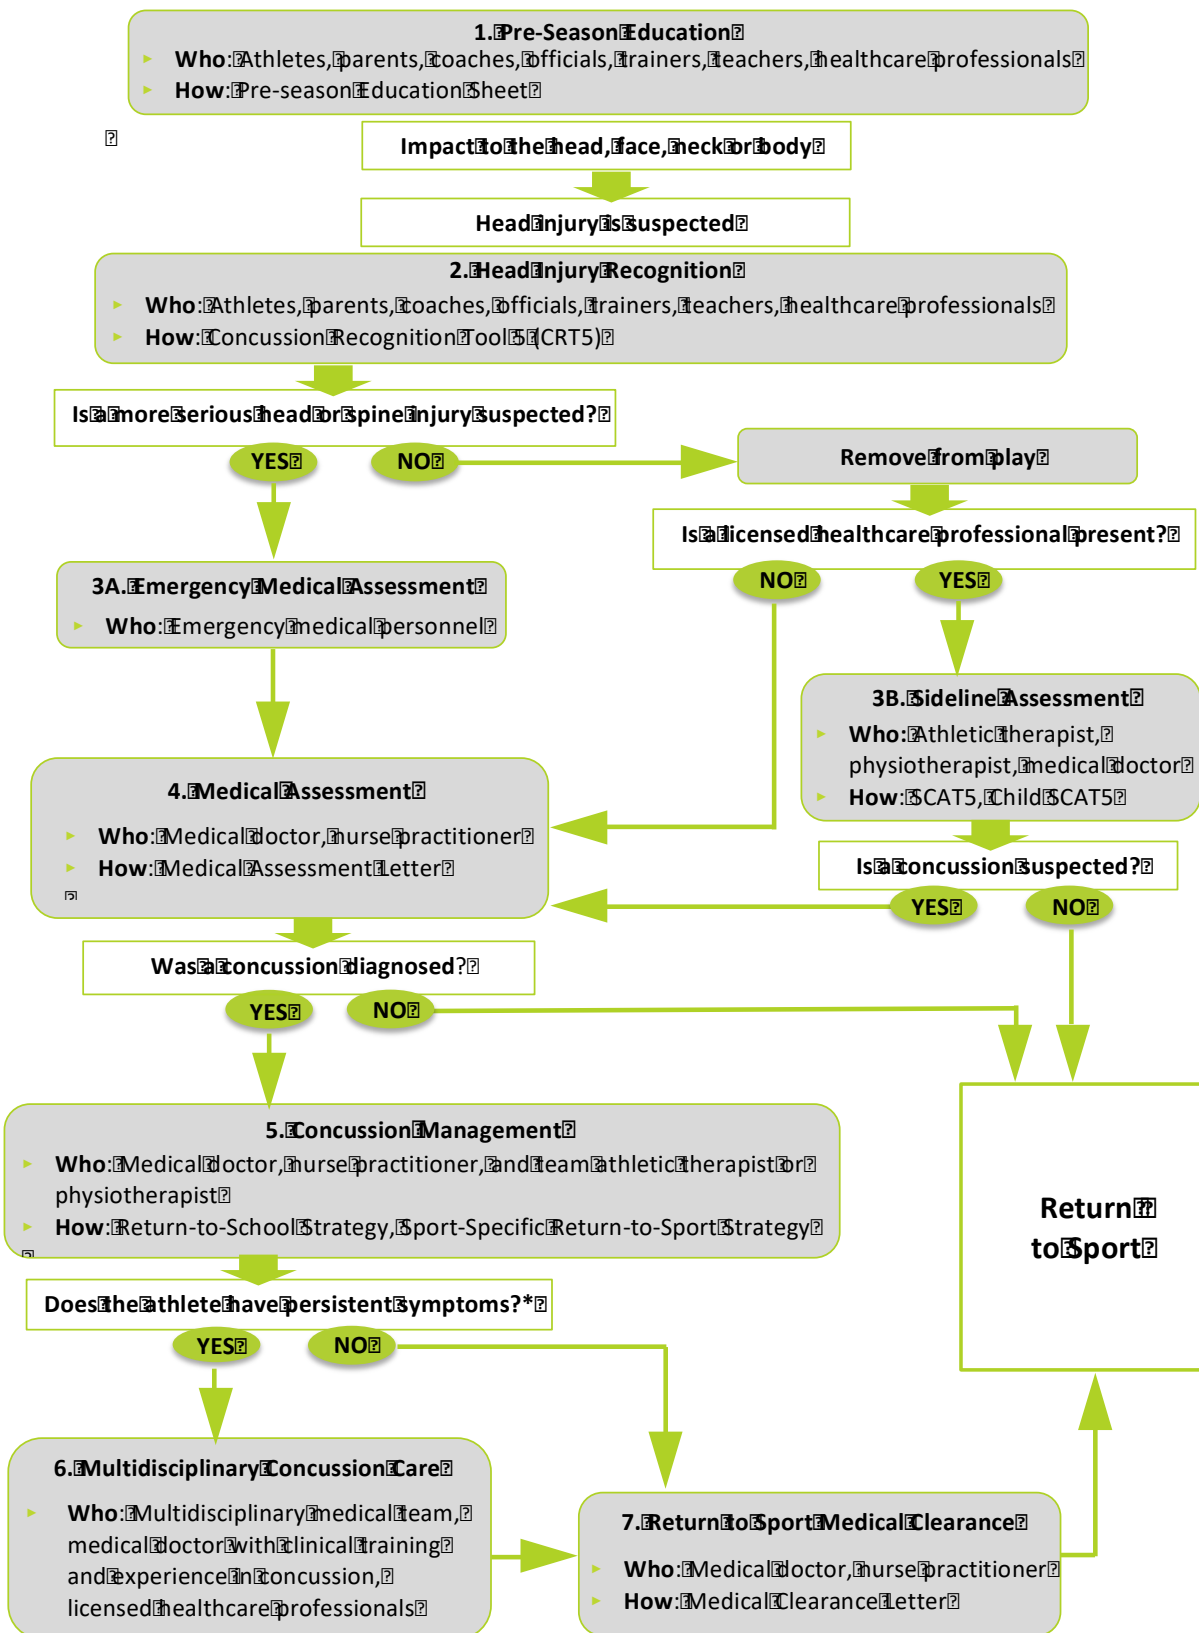 1. Pre-Season Education
Who: Athletes, parents, coaches, officials, trainers, teachers, healthcare professionals
How: Pre-season Education Sheet
Impact to the head, face, neck or body
Head injury is suspected
2. Head Injury Recognition
Who: Athletes, parents, coaches, officials, trainers, teachers, healthcare professionals
How: Concussion Recognition Tool 5 (CRT5)
Is a more serious head or spine injury suspected?
YES
NO
Remove from play
Is a licensed healthcare professional present?
NO
YES
3A. Emergency Medical Assessment
Who: Emergency medical personnel
3B. Sideline Assessment
Who: Athletic therapist,
physiotherapist, medical doctor
How: SCAT5, Child SCAT5
4. Medical Assessment
Who: Medical doctor, nurse practitioner
How: Medical Assessment Letter
Is a concussion suspected?
YES
NO
Was a concussion diagnosed?
YES
NO
5. Concussion Management
Who: Medical doctor, nurse practitioner, and team athletic therapist or
physiotherapist
How: Return-to-School Strategy, Sport-Specific Return-to-Sport Strategy
Return
to Sport
Does the athlete have persistent symptoms?*
YES
NO
6. Multidisciplinary Concussion Care
Who: Multidisciplinary medical team,
medical doctor with clinical training
and experience in concussion,
licensed healthcare professionals
7. Return to Sport Medical Clearance
Who: Medical doctor, nurse practitioner
How: Medical Clearance Letter